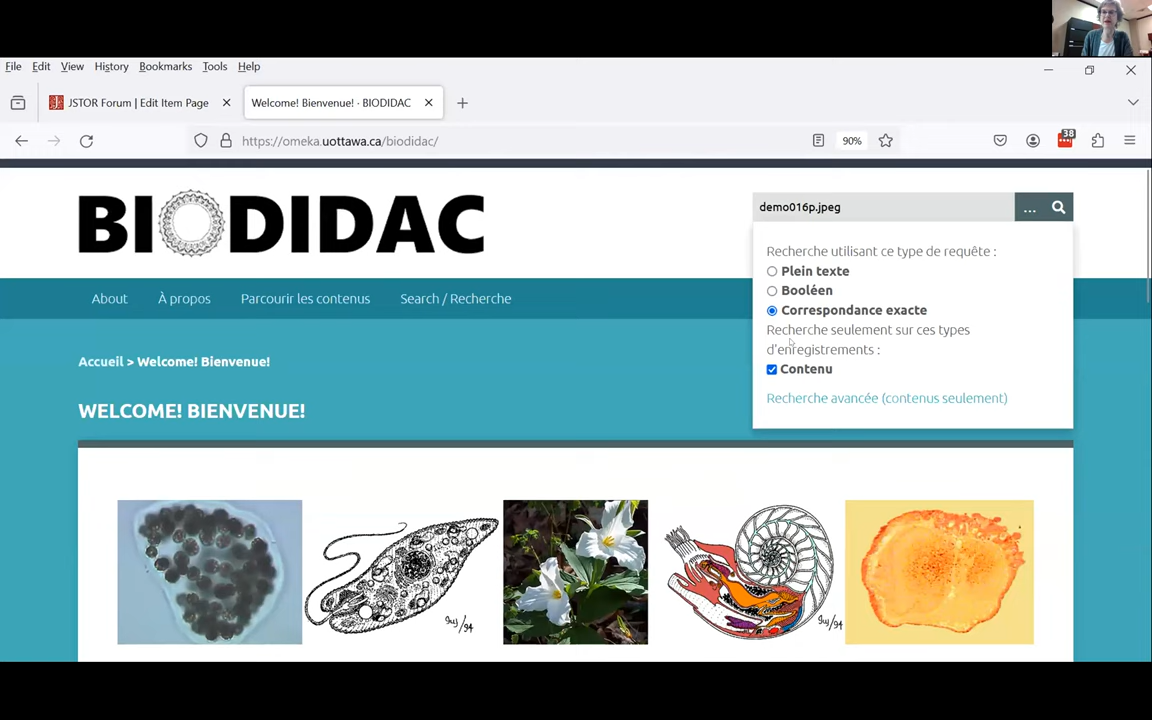 File Edit View History Bookmarks Tools Help
JSTOR Forum | Edit Item Page
Welcome! Bienvenue! · BIODIDAC
https://omeka.uottawa.ca/biodidac/
90%
38
BIODIDAC
demo016p.jpeg
...
Recherche utilisant ce type de requête :
Plein texte
Booléen
Correspondance exacte
Recherche seulement sur ces types
d'enregistrements :
Contenu
Recherche avancée (contenus seulement)
About À propos Parcourir les contenus Search / Recherche
Accueil > Welcome! Bienvenue!
WELCOME! BIENVENUE!
guj/94
guj/94